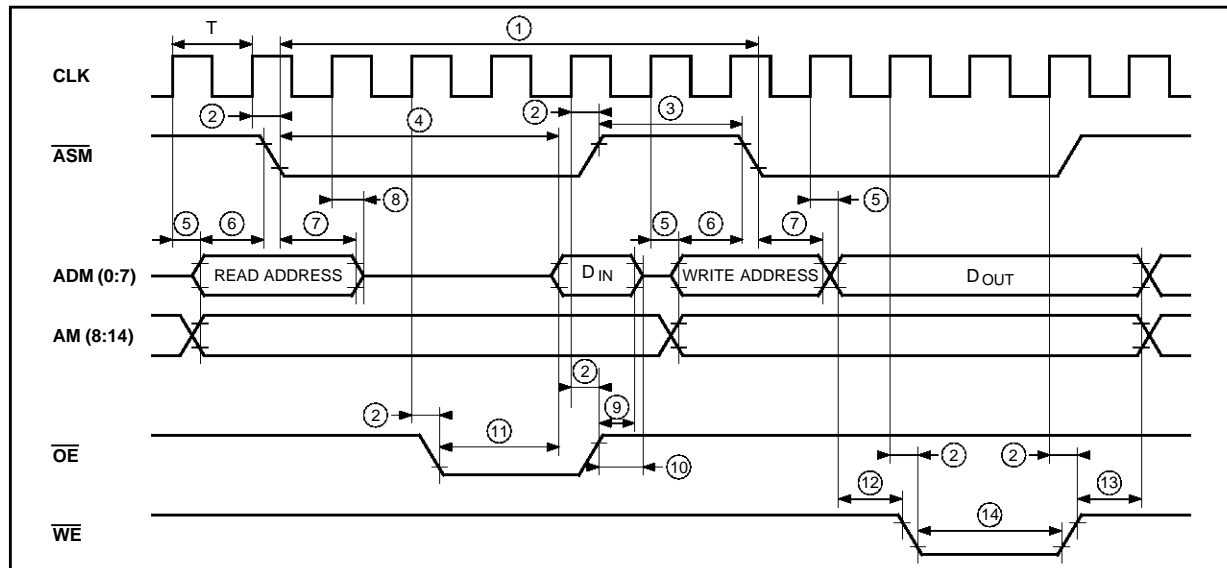 T ①
CLK
② ④ ② ③
ASM
⑧ ⑤
⑤ ⑥ ⑦ ⑤ ⑥ ⑦
ADM (0:7) READ ADDRESS D IN WRITE ADDRESS D OUT
AM (8:14)
②
② ⑪ ⑨
OE ⑩ ② ②
⑫ ⑬
WE ⑭